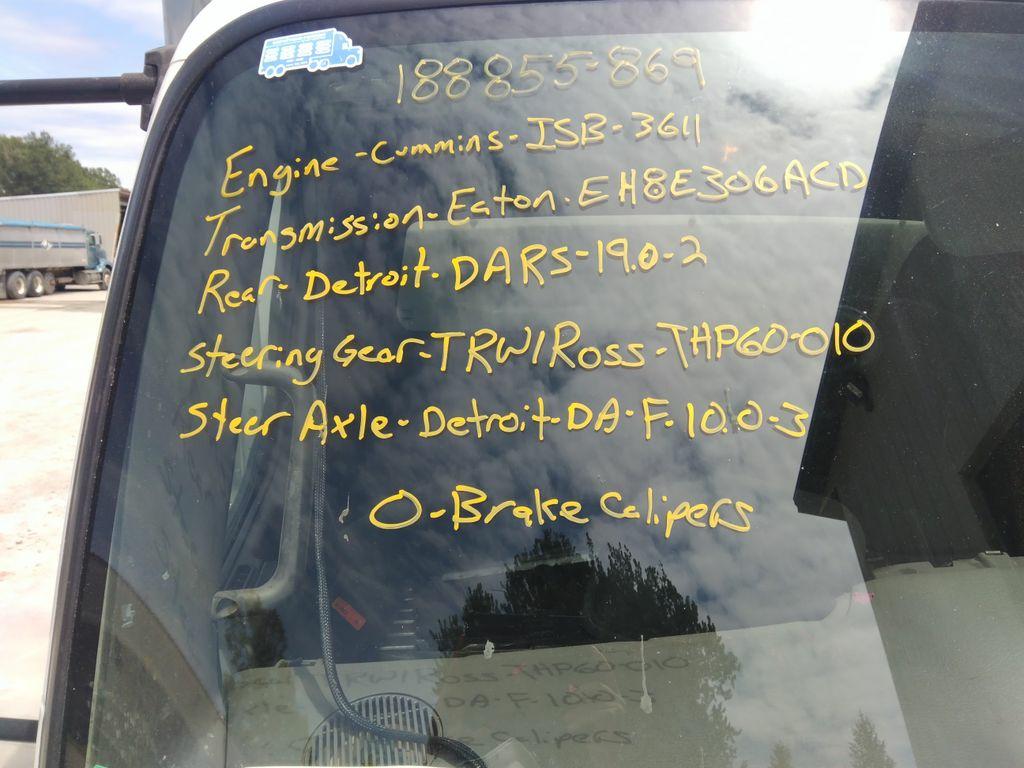 188855-869
Engine - Cummins - ISB - 3611
Transmission - Eaton - EH8E306ACD
Rear - Detroit - DARS-19.0-2
Steering Gear - TRW/Ross - THP60-010
Steer Axle - Detroit - DA-F-10.0-3
0 - Brake Calipers